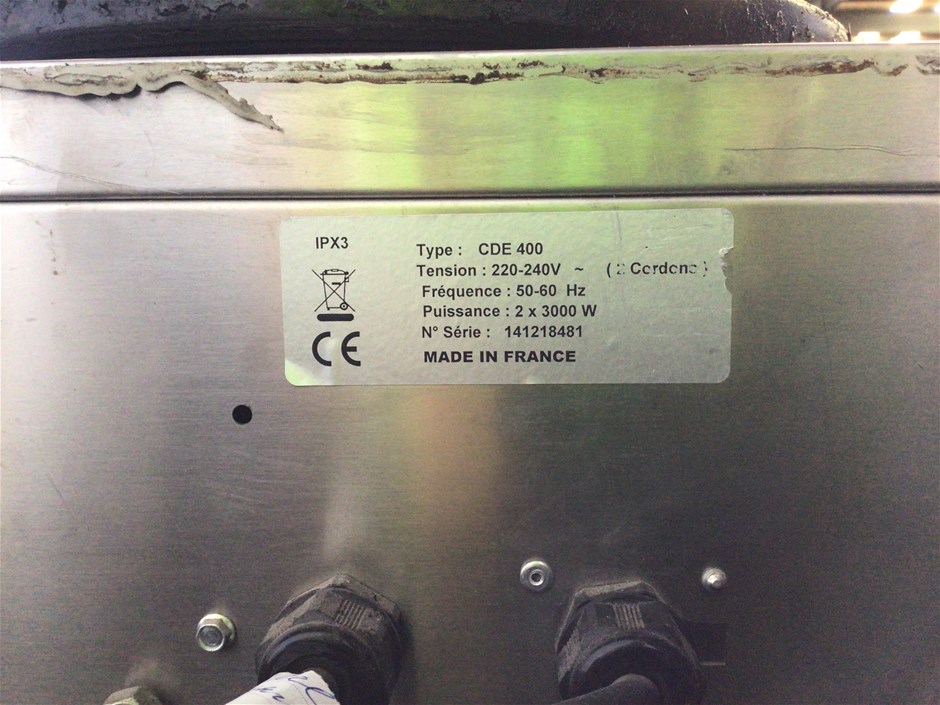 IPX3
Type : CDE 400
Tension : 220-240V ~ ( 2 Cordons )
Fréquence : 50-60 Hz
Puissance : 2 x 3000 W
N° Série : 141218481
CE
MADE IN FRANCE